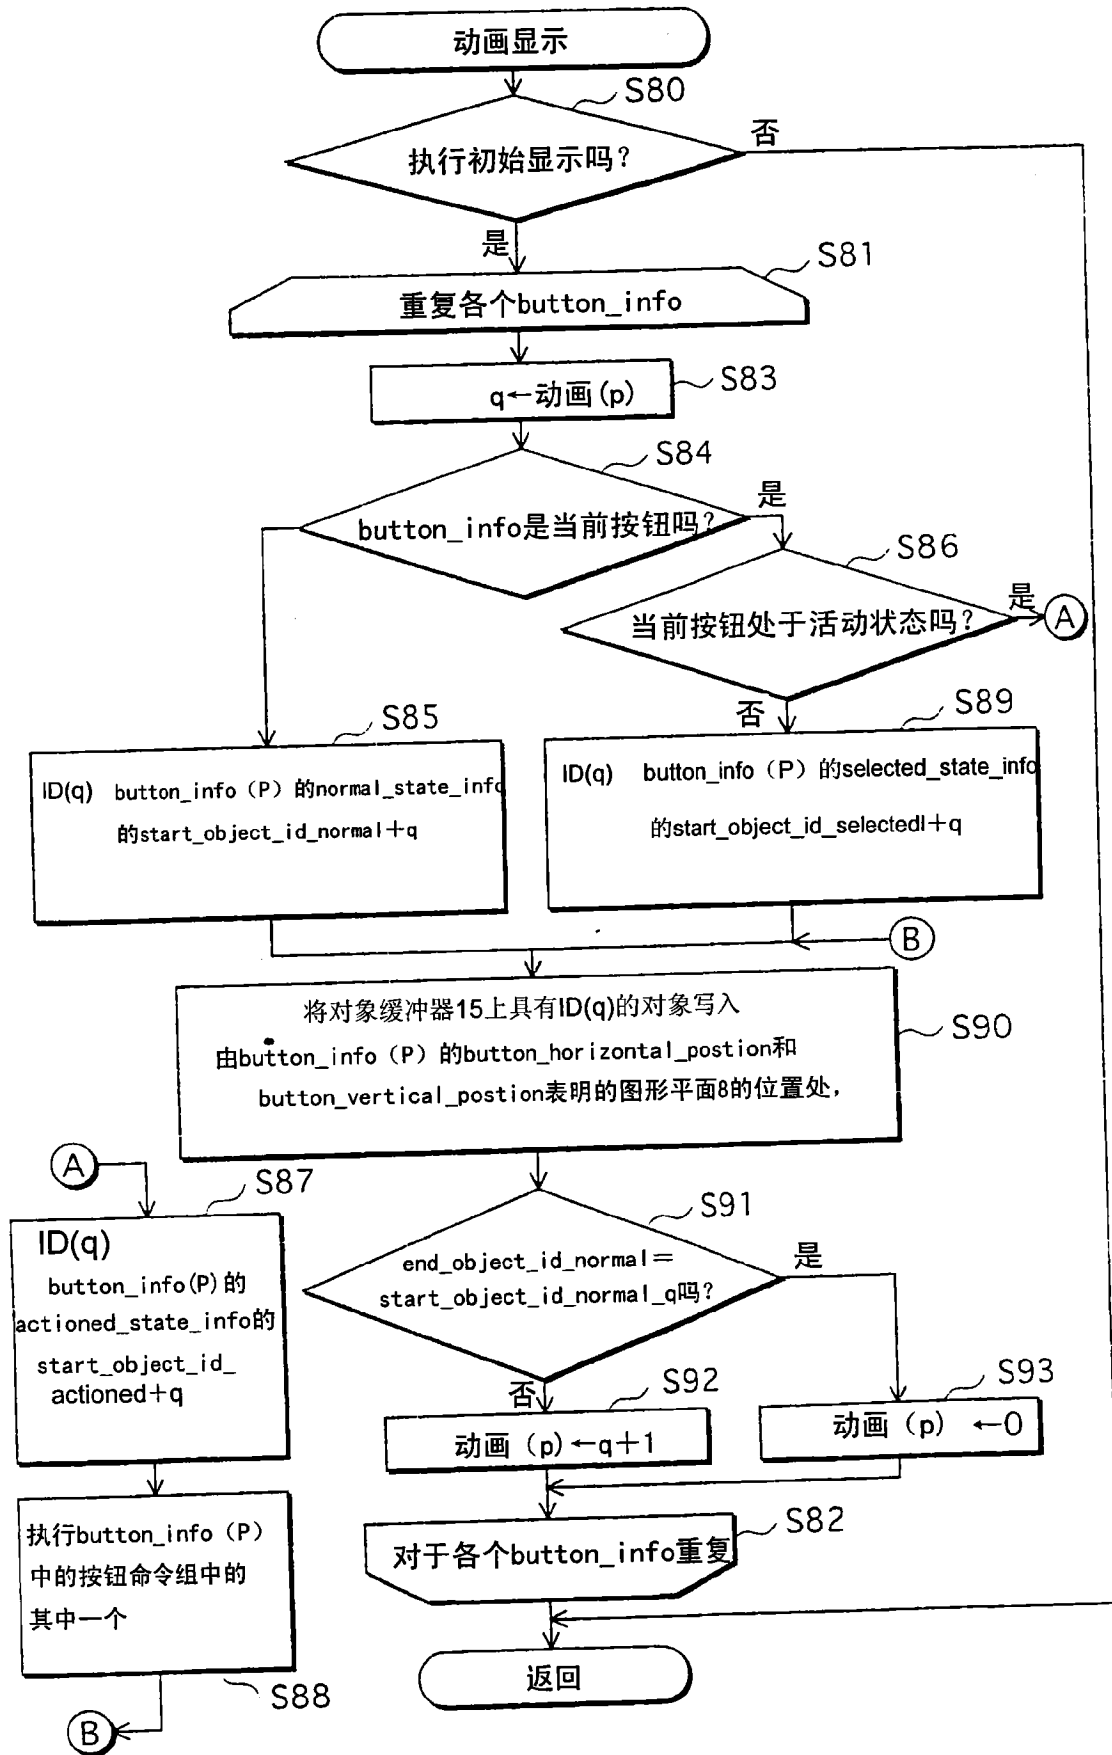 动画显示
S80
执行初始显示吗？
否
是
S81
重复各个button_info
S83
q←动画(p)
S84
button_info是当前按钮吗？
是
S86
当前按钮处于活动状态吗？
是
A
否
S85
ID(q) button_info（P）的normal_state_info
的start_object_id_normal＋q
S89
ID(q) button_info（P）的selected_state_info
的start_object_id_selectedl＋q
B
S90
将对象缓冲器15上具有ID(q)的对象写入
由button_info（P）的button_horizontal_postion和
button_vertical_postion表明的图形平面8的位置处，
A
S87
ID(q)
button_info(P)的
actioned_state_info的
start_object_id_
actioned＋q
S91
end_object_id_normal＝
start_object_id_normal_q吗？
是
否
S92
动画（p）←q＋1
S93
动画（p） ←0
执行button_info（P）
中的按钮命令组中的
其中一个
S88
B
S82
对于各个button_info重复
返回